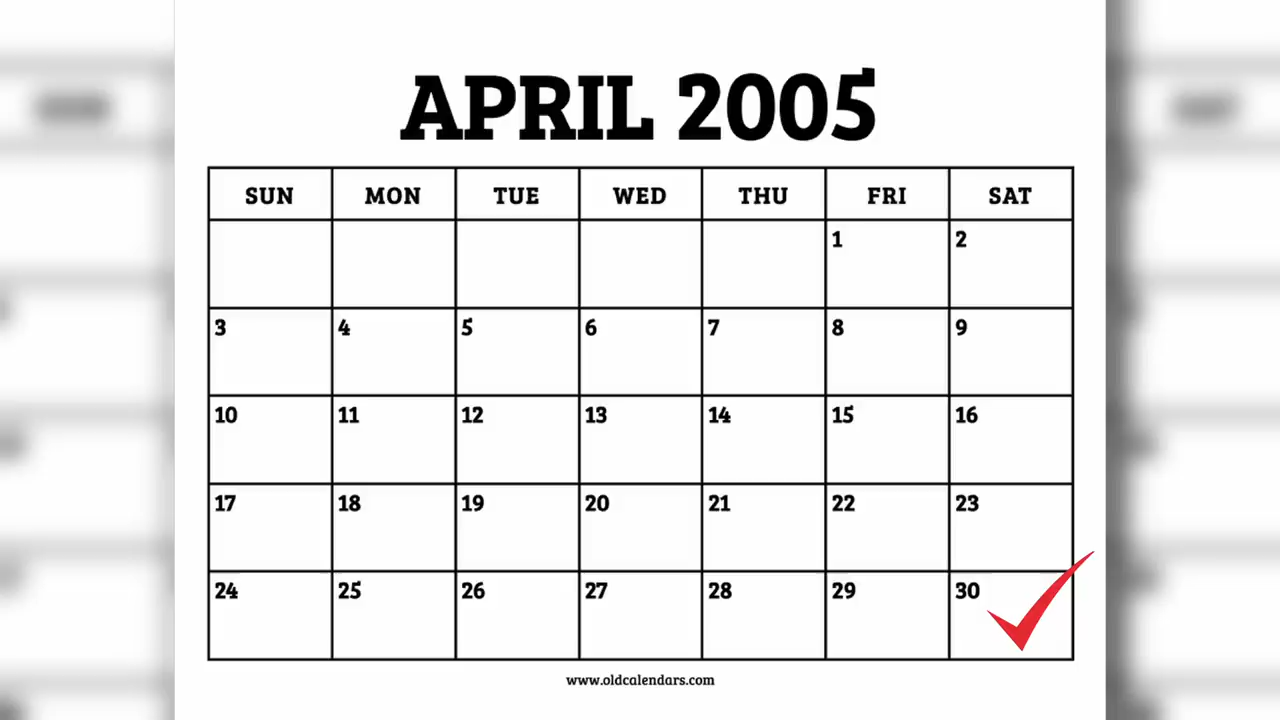 APRIL 2005
SUN MON TUE WED THU FRI SAT
1 2
3 4 5 6 7 8 9
10 11 12 13 14 15 16
17 18 19 20 21 22 23
24 25 26 27 28 29 30
www.oldcalendars.com